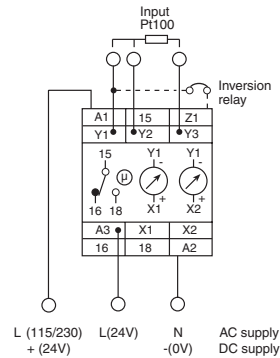 Input
Pt100
Inversion
relay
A1 15 Z1
Y1 Y2 Y3
15 μ Y1 Y1
- -
+ +
16 18 X1 X2
A3 X1 X2
16 18 A2
L (115/230) L(24V) N AC supply
+ (24V) -(0V) DC supply